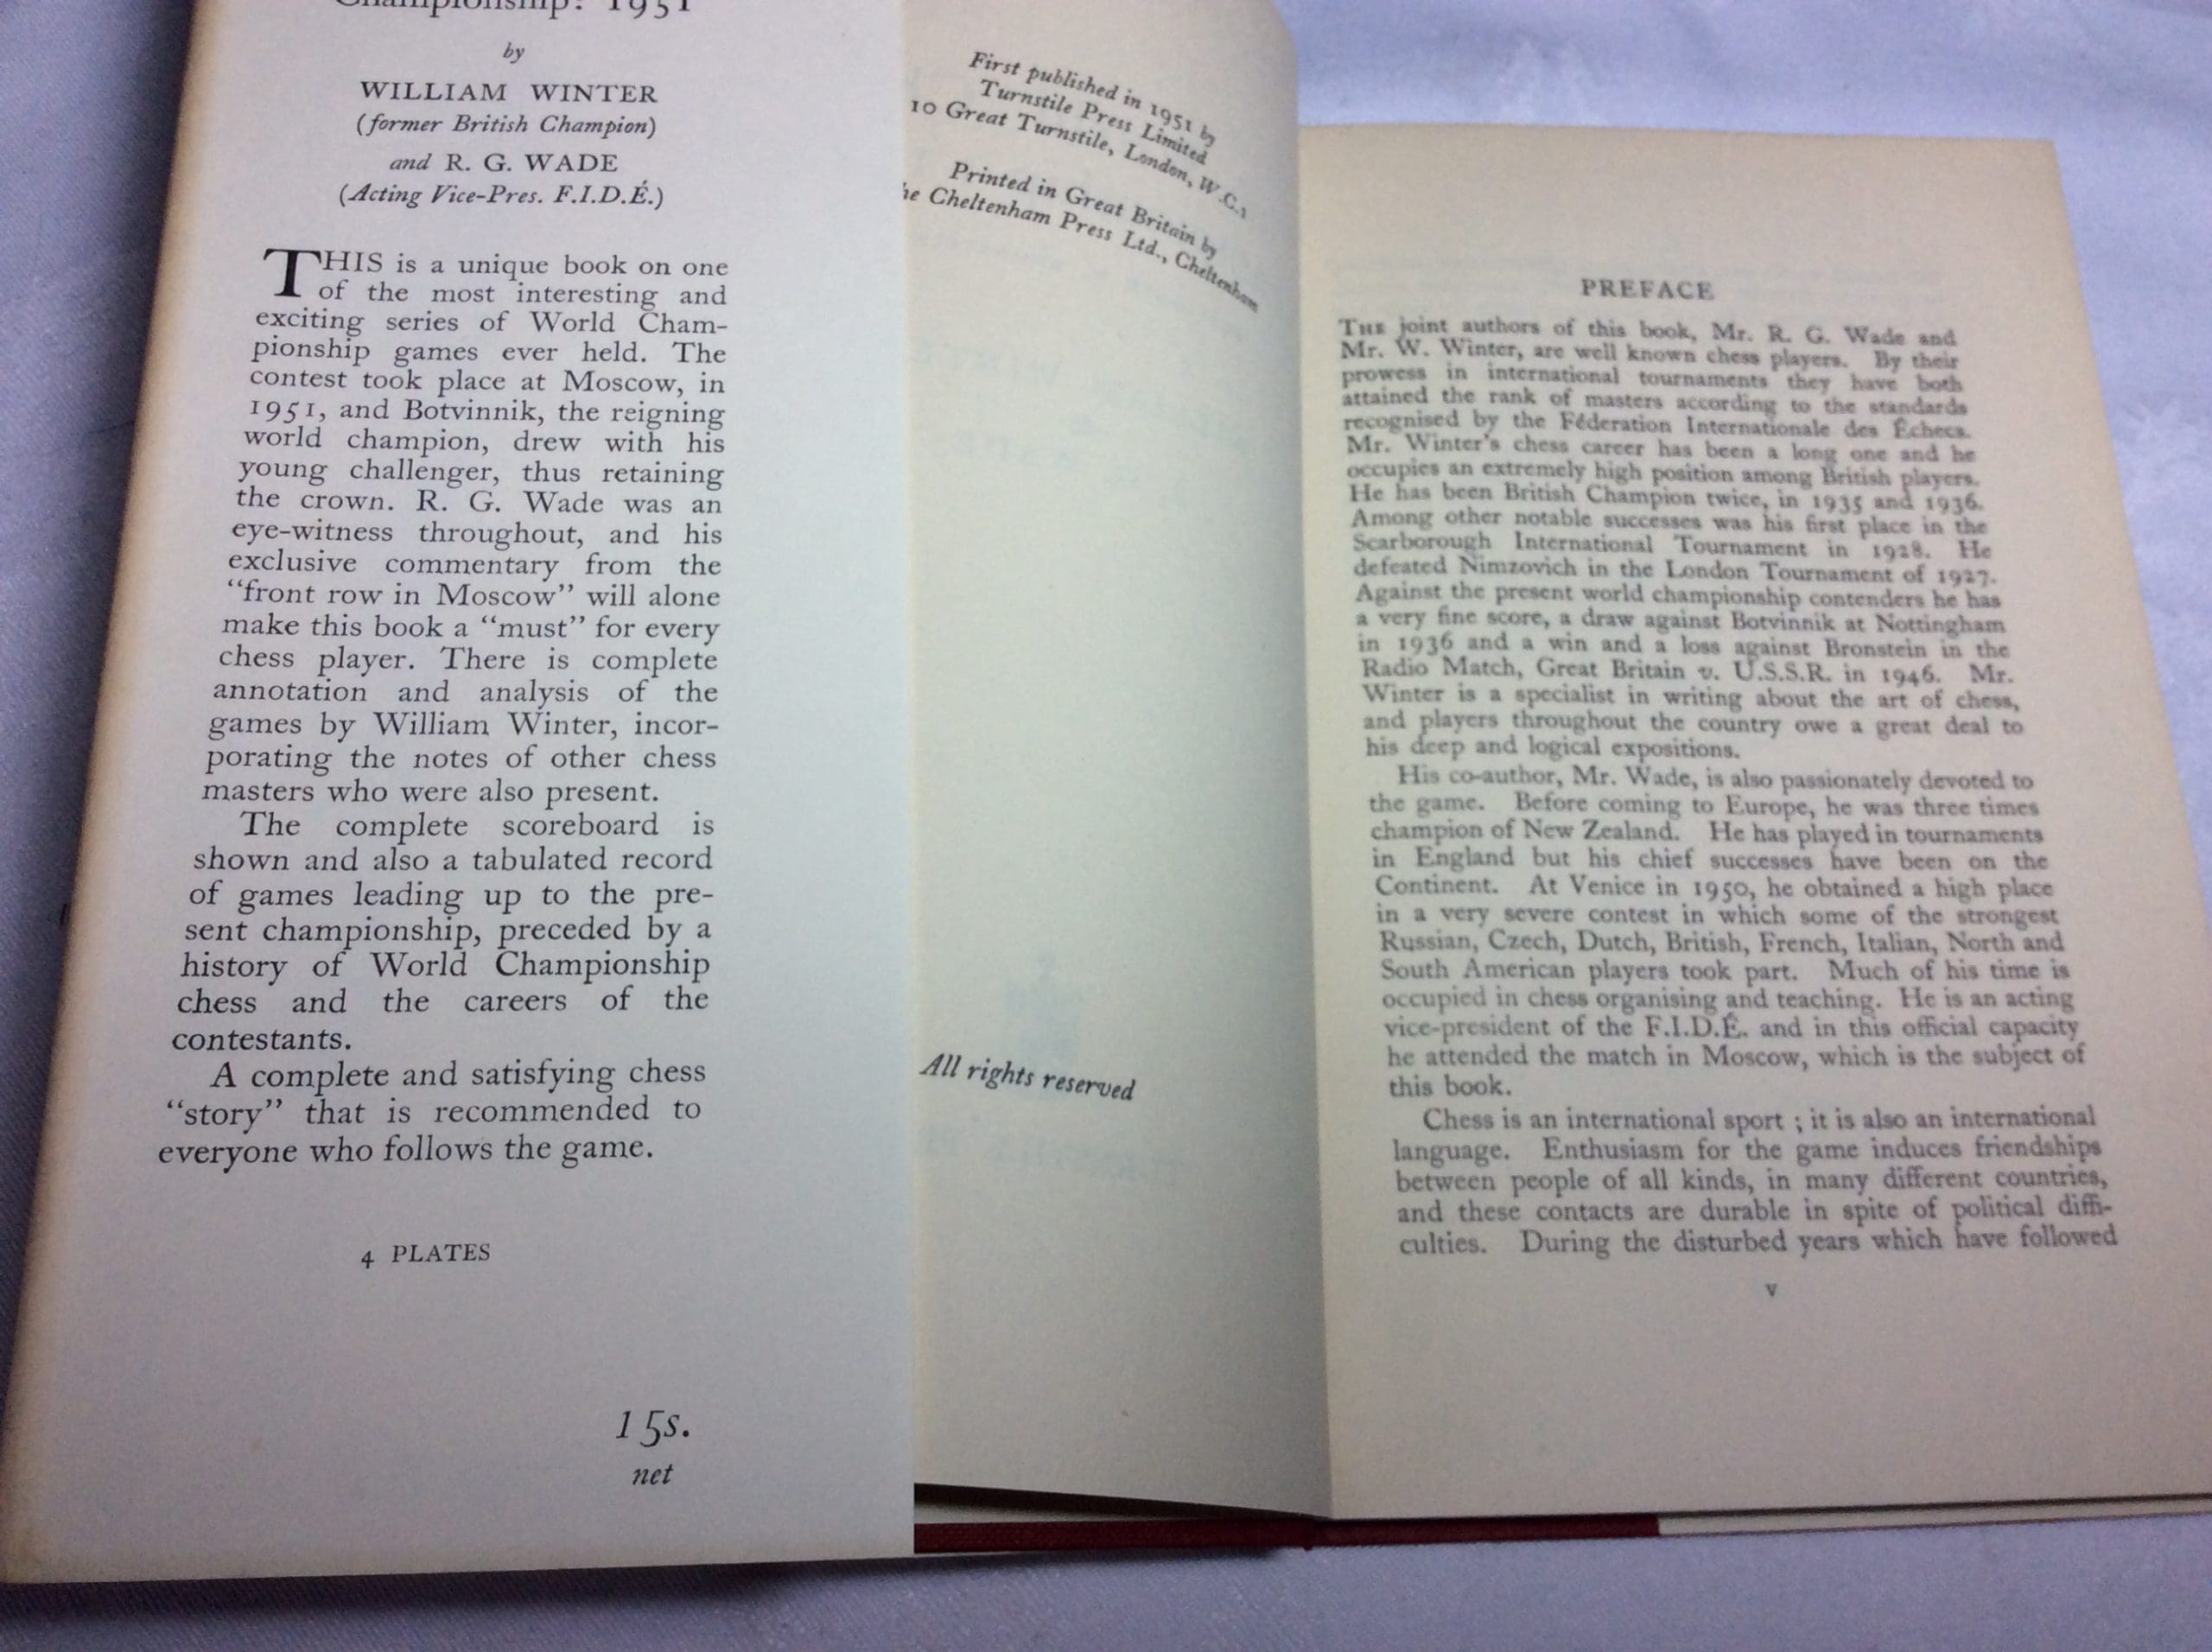 Championship: 1951
by
WILLIAM WINTER
(former British Champion)
and R. G. WADE
(Acting Vice-Pres. F.I.D.É.)
THIS is a unique book on one
of the most interesting and
exciting series of World Cham-
pionship games ever held. The
contest took place at Moscow, in
1951, and Botvinnik, the reigning
world champion, drew with his
young challenger, thus retaining
the crown. R. G. Wade was an
eye-witness throughout, and his
exclusive commentary from the
“front row in Moscow” will alone
make this book a “must” for every
chess player. There is complete
annotation and analysis of the
games by William Winter, incor-
porating the notes of other chess
masters who were also present.
The complete scoreboard is
shown and also a tabulated record
of games leading up to the pre-
sent championship, preceded by a
history of World Championship
chess and the careers of the
contestants.
A complete and satisfying chess
“story” that is recommended to
everyone who follows the game.
4 PLATES
15s.
net
First published in 1951 by
Turnstile Press Limited
10 Great Turnstile, London, W.C.1
Printed in Great Britain by
he Cheltenham Press Ltd., Cheltenham
All rights reserved
PREFACE
THE joint authors of this book, Mr. R. G. Wade and
Mr. W. Winter, are well known chess players. By their
prowess in international tournaments they have both
attained the rank of masters according to the standards
recognised by the Féderation Internationale des Échecs.
Mr. Winter's chess career has been a long one and he
occupies an extremely high position among British players.
He has been British Champion twice, in 1935 and 1936.
Among other notable successes was his first place in the
Scarborough International Tournament in 1928. He
defeated Nimzovich in the London Tournament of 1927.
Against the present world championship contenders he has
a very fine score, a draw against Botvinnik at Nottingham
in 1936 and a win and a loss against Bronstein in the
Radio Match, Great Britain v. U.S.S.R. in 1946. Mr.
Winter is a specialist in writing about the art of chess,
and players throughout the country owe a great deal to
his deep and logical expositions.
His co-author, Mr. Wade, is also passionately devoted to
the game. Before coming to Europe, he was three times
champion of New Zealand. He has played in tournaments
in England but his chief successes have been on the
Continent. At Venice in 1950, he obtained a high place
in a very severe contest in which some of the strongest
Russian, Czech, Dutch, British, French, Italian, North and
South American players took part. Much of his time is
occupied in chess organising and teaching. He is an acting
vice-president of the F.I.D.É. and in this official capacity
he attended the match in Moscow, which is the subject of
this book.
Chess is an international sport ; it is also an international
language. Enthusiasm for the game induces friendships
between people of all kinds, in many different countries,
and these contacts are durable in spite of political diffi-
culties. During the disturbed years which have followed
v